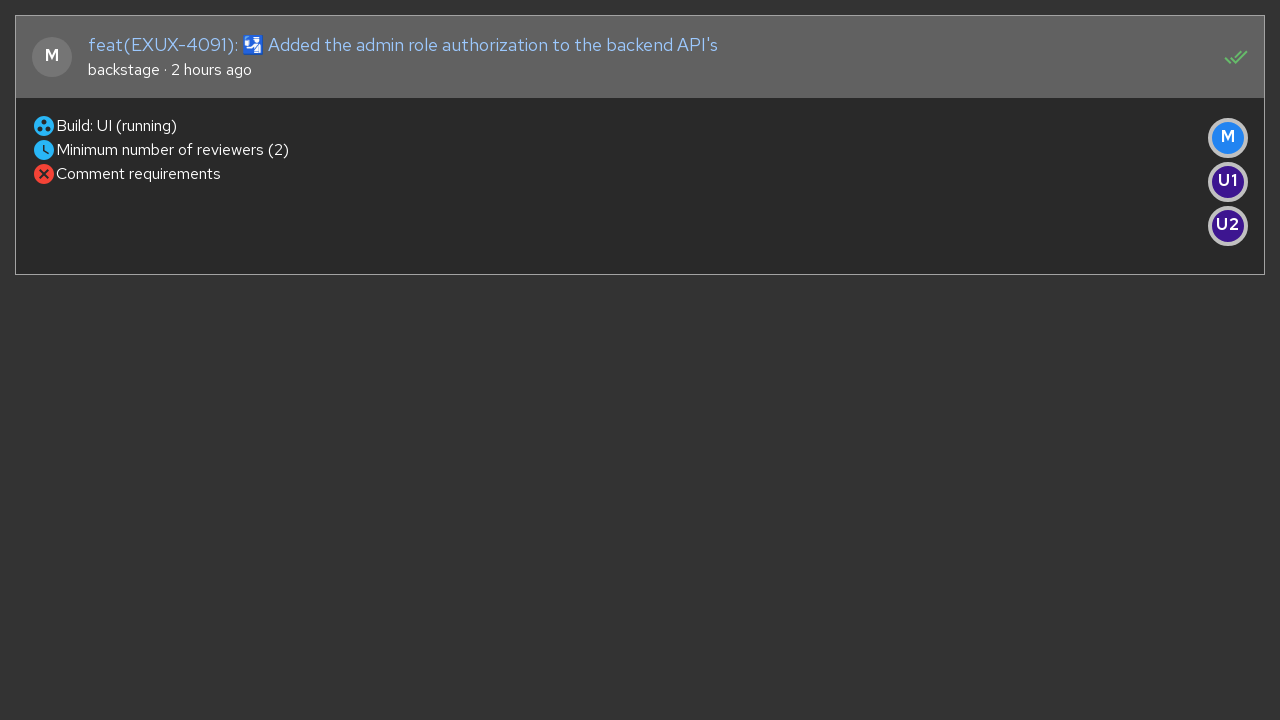 M
feat(EXUX-4091): 🛂 Added the admin role authorization to the backend API's
backstage · 2 hours ago
Build: UI (running)
Minimum number of reviewers (2)
Comment requirements
M
U1
U2